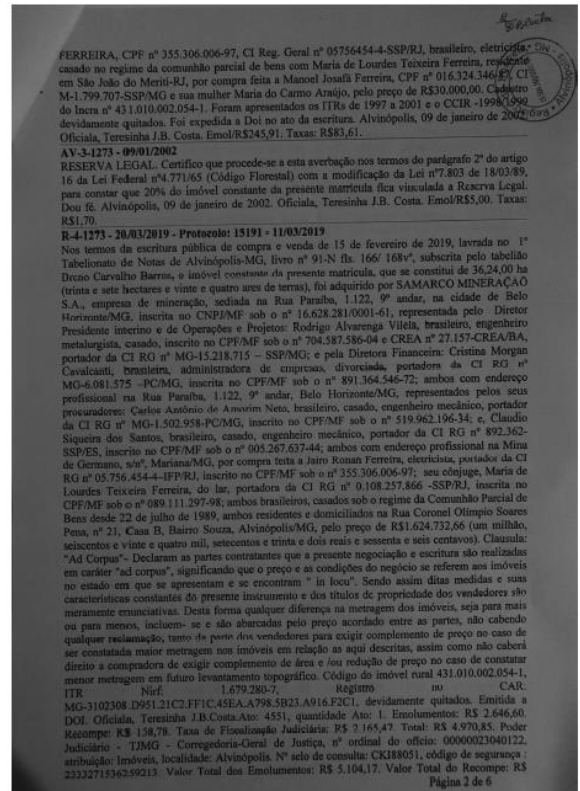 FERREIRA, CPF nº 355.306.006-97, CI Reg. Geral nº 05756454-4-SSP/RJ, brasileiro, eletricista,
casado no regime da comunhão parcial de bens com Maria de Lourdes Teixeira Ferreira, residente
em São João do Meriti-RJ, por compra feita a Manoel Josafá Ferreira, CPF nº 016.324.346-87, CI
M-1.799.707-SSP/MG e sua mulher Maria do Carmo Araújo, pelo preço de R$30.000,00. Cadastro
do Incra nº 431.010.002.054-1. Foram apresentados os ITRs de 1997 a 2001 e o CCIR -1998/1999
devidamente quitados. Foi expedida a Doi no ato da escritura. Alvinópolis, 09 de janeiro de 2002.
Oficiala, Teresinha J.B. Costa. Emol/R$245,91. Taxas: R$83,61.
AV-3-1273 - 09/01/2002
RESERVA LEGAL. Certifico que procede-se a esta averbação nos termos do parágrafo 2º do artigo
16 da Lei Federal nº4.771/65 (Código Florestal) com a modificação da Lei nº7.803 de 18/03/89,
para constar que 20% do imóvel constante da presente matrícula fica vinculada a Reserva Legal.
Dou fé. Alvinópolis, 09 de janeiro de 2002. Oficiala, Teresinha J.B. Costa. Emol/R$5,00. Taxas:
R$1,70.
R-4-1273 - 20/03/2019 - Protocolo: 15191 - 11/03/2019
Nos termos da escritura pública de compra e venda de 15 de fevereiro de 2019, lavrada no 1º
Tabelionato de Notas de Alvinópolis-MG, livro nº 91-N fls. 166/ 168vº, subscrita pelo tabelião
Dreno Carvalho Barros, o imóvel constante da presente matrícula, que se constitui de 36,24,00 ha
(trinta e sete hectares e vinte e quatro ares de terras), foi adquirido por SAMARCO MINERAÇÃO
S.A., empresa de mineração, sediada na Rua Paraíba, 1.122, 9º andar, na cidade de Belo
Horizonte/MG, inscrita no CNPJ/MF sob o nº 16.628.281/0001-61, representada pelo Diretor
Presidente interino e de Operações e Projetos: Rodrigo Alvarenga Vilela, brasileiro, engenheiro
metalurgista, casado, inscrito no CPF/MF sob o nº 704.587.586-04 e CREA nº 27.157-CREA/BA,
portador da CI RG nº MG-15.218.715 – SSP/MG; e pela Diretora Financeira: Cristina Morgan
Cavalcanti, brasileira, administradora de empresas, divorciada, portadora da CI RG nº
MG-6.081.575 -PC/MG, inscrita no CPF/MF sob o nº 891.364.546-72; ambos com endereço
profissional na Rua Paraíba, 1.122, 9º andar, Belo Horizonte/MG, representados pelos seus
procuradores: Carlos Antônio de Amorim Neto, brasileiro, casado, engenheiro mecânico, portador
da CI RG nº MG-1.502.958-PC/MG, inscrito no CPF/MF sob o nº 519.962.196-34; e, Claudio
Siqueira dos Santos, brasileiro, casado, engenheiro mecânico, portador da CI RG nº 892.362-
SSP/ES, inscrito no CPF/MF sob o nº 005.267.637-44; ambos com endereço profissional na Mina
de Germano, s/nº, Mariana/MG, por compra testa a Jairo Ronan Ferreira, eletricista, portador da CI
RG nº 05.756.454-4-IFP/RJ, inscrito no CPF/MF sob o nº 355.306.006-97; seu cônjuge, Maria de
Lourdes Teixeira Ferreira, do lar, portadora da CI RG nº 0.108.257.866 -SSP/RJ, inscrito no
CPF/MF sob o nº 089.111.297-98; ambos brasileiros, casados sob o regime da Comunhão Parcial de
Bens desde 22 de julho de 1989, ambos residentes e domiciliados na Rua Coronel Olímpio Soares
Pena, nº 21, Casa B, Bairro Souza, Alvinópolis/MG, pelo preço de R$1.624.732,66 (um milhão,
seiscentos e vinte e quatro mil, setecentos e trinta e dois reais e sessenta e seis centavos). Clausula:
"Ad Corpus"- Declaram as partes contratantes que a presente negociação e escritura são realizadas
em caráter "ad corpus", significando que o preço e as condições do negócio se referem aos imóveis
no estado em que se apresentam e se encontram " in locu". Sendo assim ditas medidas e suas
características constantes do presente instrumento e dos títulos de propriedade dos vendedores são
meramente enunciativas. Desta forma qualquer diferença na metragem dos imóveis, seja para mais
ou para menos, incluem- se e são abarcadas pelo preço acordado entre as partes, não cabendo
qualquer reclamação, tanto da parte dos vendedores para exigir complemento de preço no caso de
ser constatada maior metragem nos imóveis em relação as aqui descritas, assim como não caberá
direito a compradora de exigir complemento de área e /ou redução de preço no caso de constatar
menor metragem em futuro levantamento topográfico. Código do imóvel rural 431.010.002.054-1,
ITR Nirf: 1.679.280-7, Registro no CAR:
MG-3102308.D951.21C2.FF1C.45EA.A798.5B23.A916.F2C1, devidamente quitados. Emitida a
DOI. Oficiala, Teresinha J.B.Costa.Ato: 4551, quantidade Ato: 1. Emolumentos: R$ 2.646,60.
Recompe: R$ 158,78. Taxa de Fiscalização Judiciária: R$ 2.165,47. Total: R$ 4.970,85. Poder
Judiciário - TJMG - Corregedoria-Geral de Justiça, nº ordinal do ofício: 00000023040122,
atribuição: Imóveis, localidade: Alvinópolis. Nº selo de consulta: CKI88051, código de segurança :
2333271536259213. Valor Total dos Emolumentos: R$ 5.104,17. Valor Total do Recompe: R$
Página 2 de 6